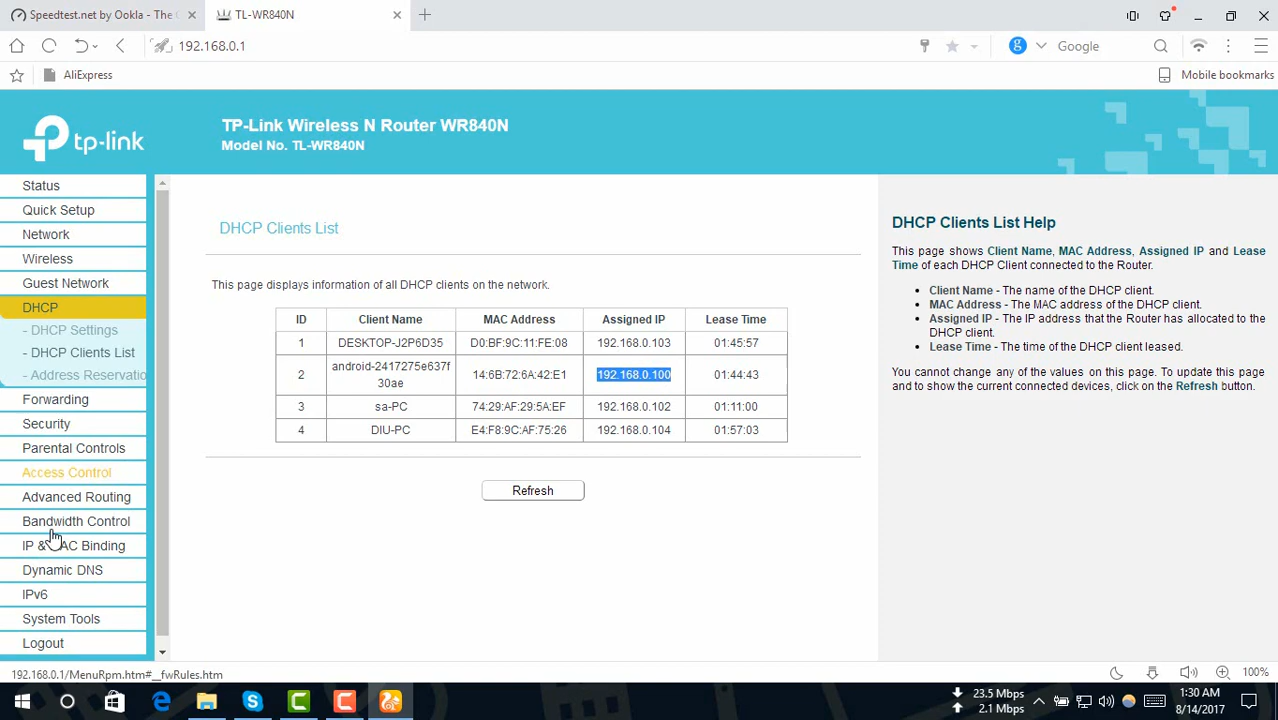 Speedtest.net by Ookla - The
TL-WR840N
192.168.0.1
Google
AliExpress
Mobile bookmarks
tp-link
TP-Link Wireless N Router WR840N
Model No. TL-WR840N
Status
Quick Setup
Network
Wireless
Guest Network
DHCP
- DHCP Settings
- DHCP Clients List
- Address Reservatio
Forwarding
Security
Parental Controls
Access Control
Advanced Routing
Bandwidth Control
IP & MAC Binding
Dynamic DNS
IPv6
System Tools
Logout
DHCP Clients List
This page displays information of all DHCP clients on the network.
ID Client Name MAC Address Assigned IP Lease Time
1 DESKTOP-J2P6D35 D0:BF:9C:11:FE:08 192.168.0.103 01:45:57
2 android-2417275e637f30ae 14:6B:72:6A:42:E1 192.168.0.100 01:44:43
3 sa-PC 74:29:AF:29:5A:EF 192.168.0.102 01:11:00
4 DIU-PC E4:F8:9C:AF:75:26 192.168.0.104 01:57:03
Refresh
DHCP Clients List Help
This page shows Client Name, MAC Address, Assigned IP and Lease
Time of each DHCP Client connected to the Router.
Client Name - The name of the DHCP client.
MAC Address - The MAC address of the DHCP client.
Assigned IP - The IP address that the Router has allocated to the
DHCP client.
Lease Time - The time of the DHCP client leased.
You cannot change any of the values on this page. To update this page
and to show the current connected devices, click on the Refresh button.
192.168.0.1/MenuRpm.htm#__fwRules.htm
100%
23.5 Mbps
2.1 Mbps
1:30 AM
8/14/2017